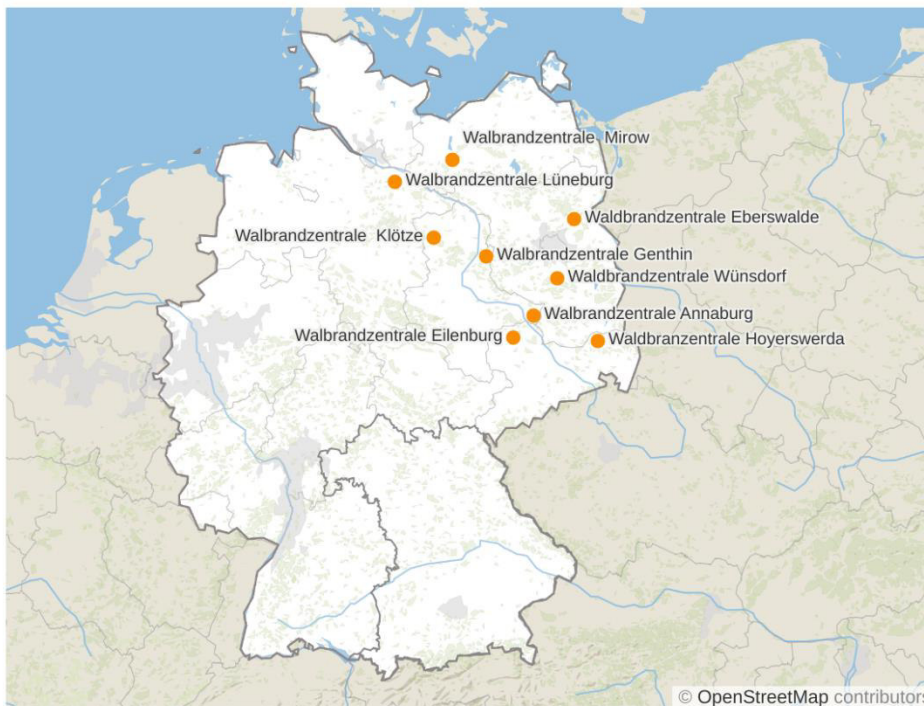 Walbrandzentrale  Mirow
Walbrandzentrale Lüneburg
Waldbrandzentrale Eberswalde
Walbrandzentrale  Klötze
Walbrandzentrale Genthin
Waldbrandzentrale Wünsdorf
Walbrandzentrale Annaburg
Walbrandzentrale Eilenburg
Waldbranzentrale Hoyerswerda
© OpenStreetMap contributors